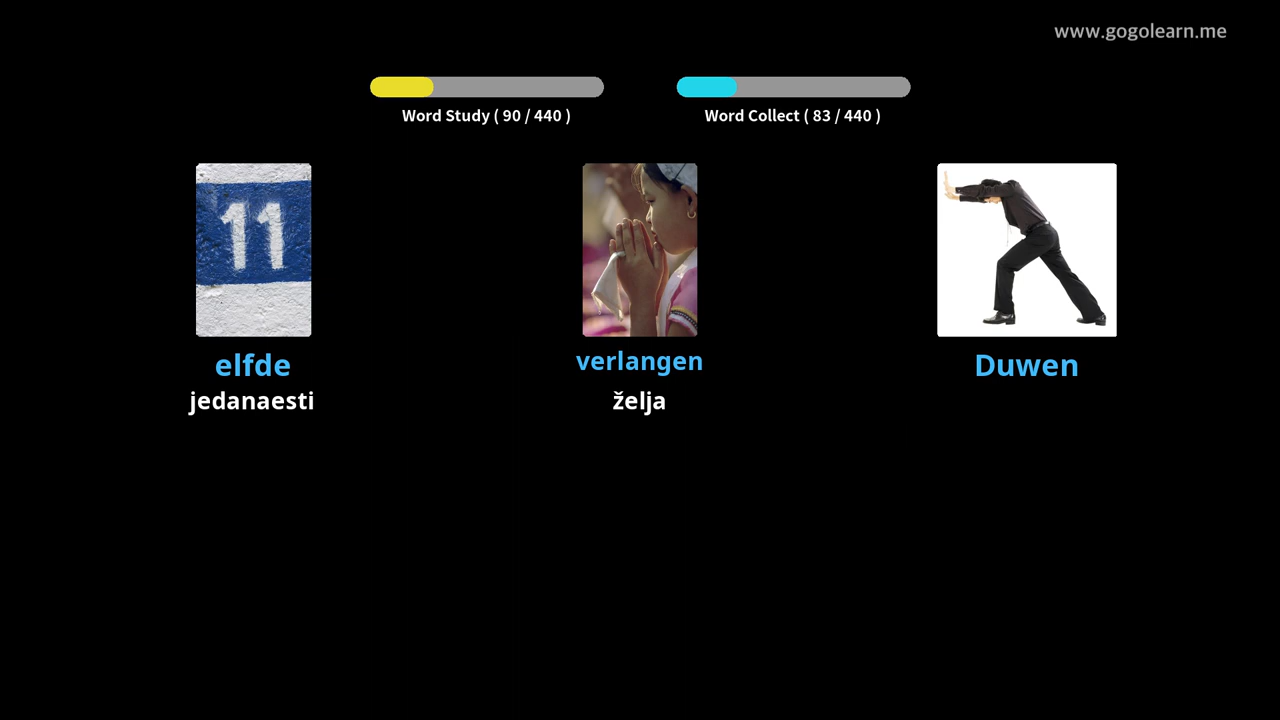 www.gogolearn.me
Word Study ( 90 / 440 )
Word Collect ( 83 / 440 )
11
elfde
jedanaesti
verlangen
želja
Duwen